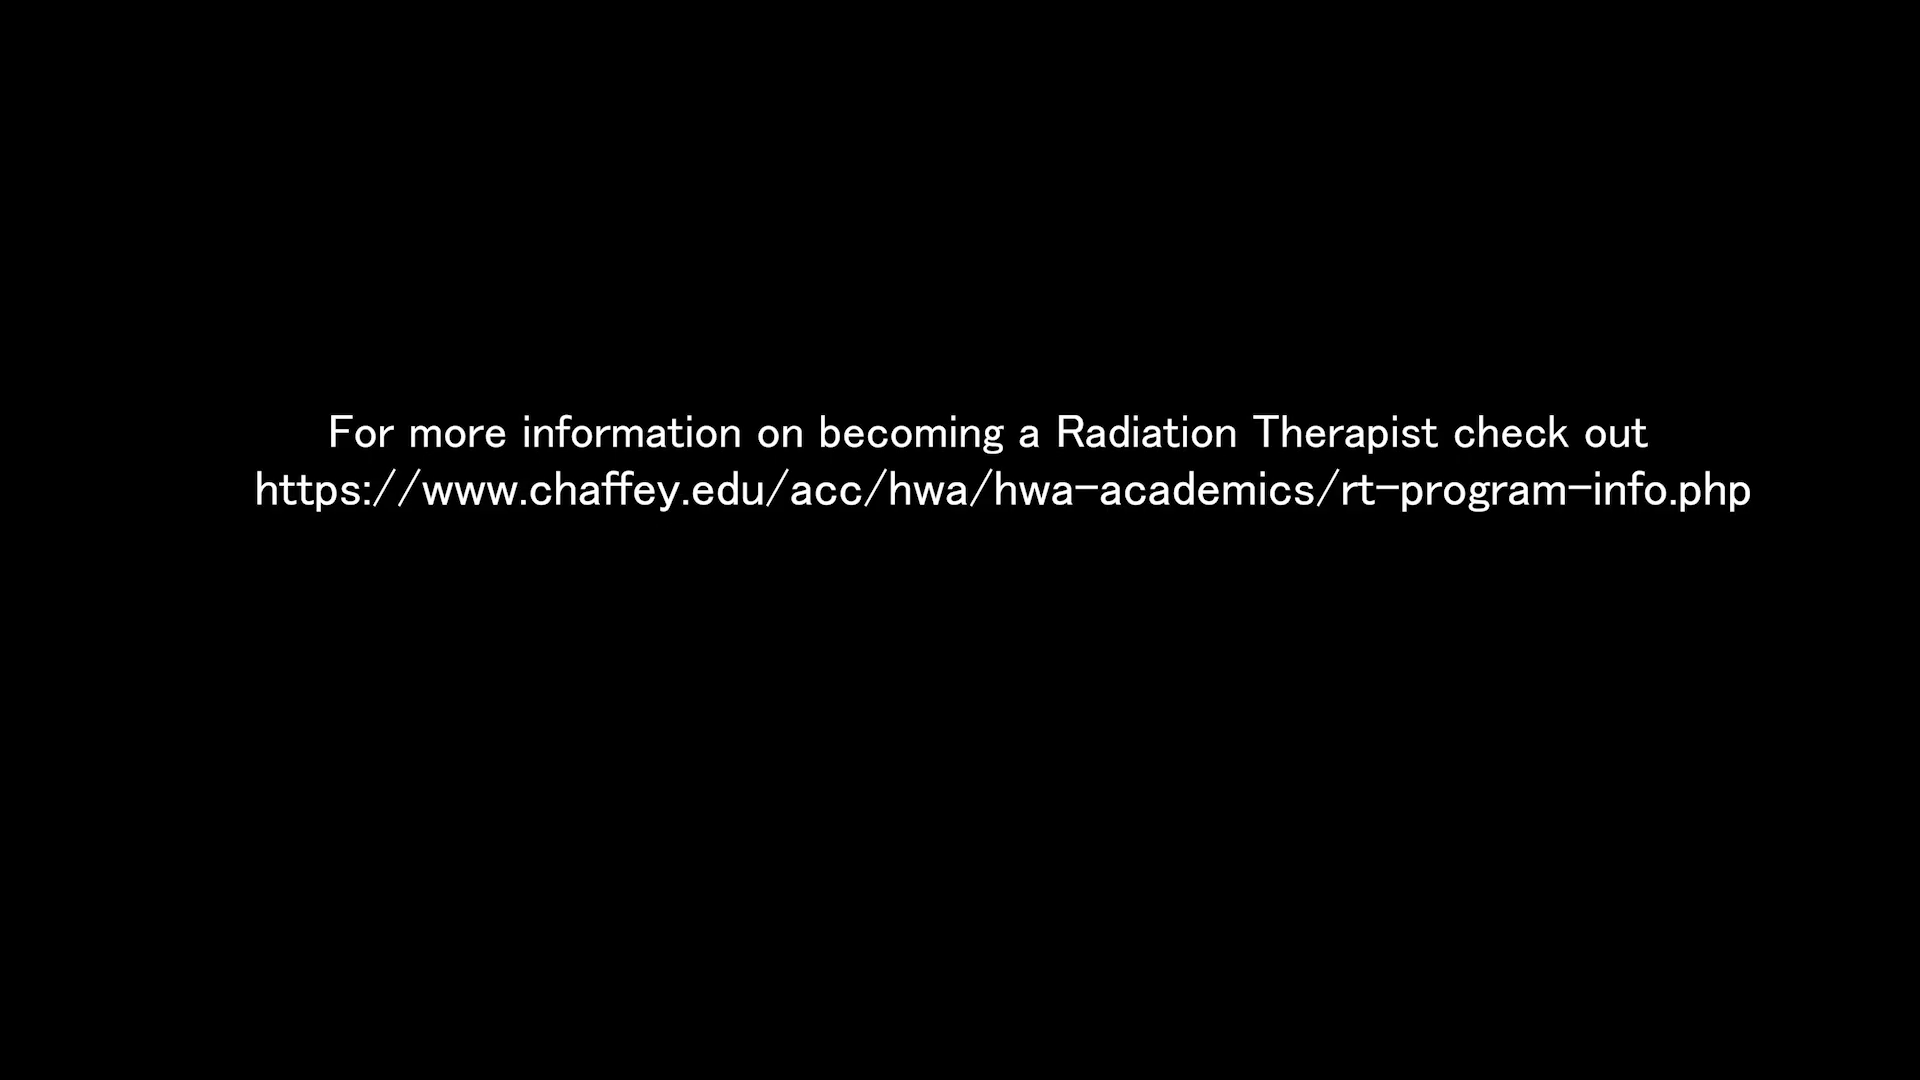 For more information on becoming a Radiation Therapist check out
https://www.chaffey.edu/acc/hwa/hwa-academics/rt-program-info.php